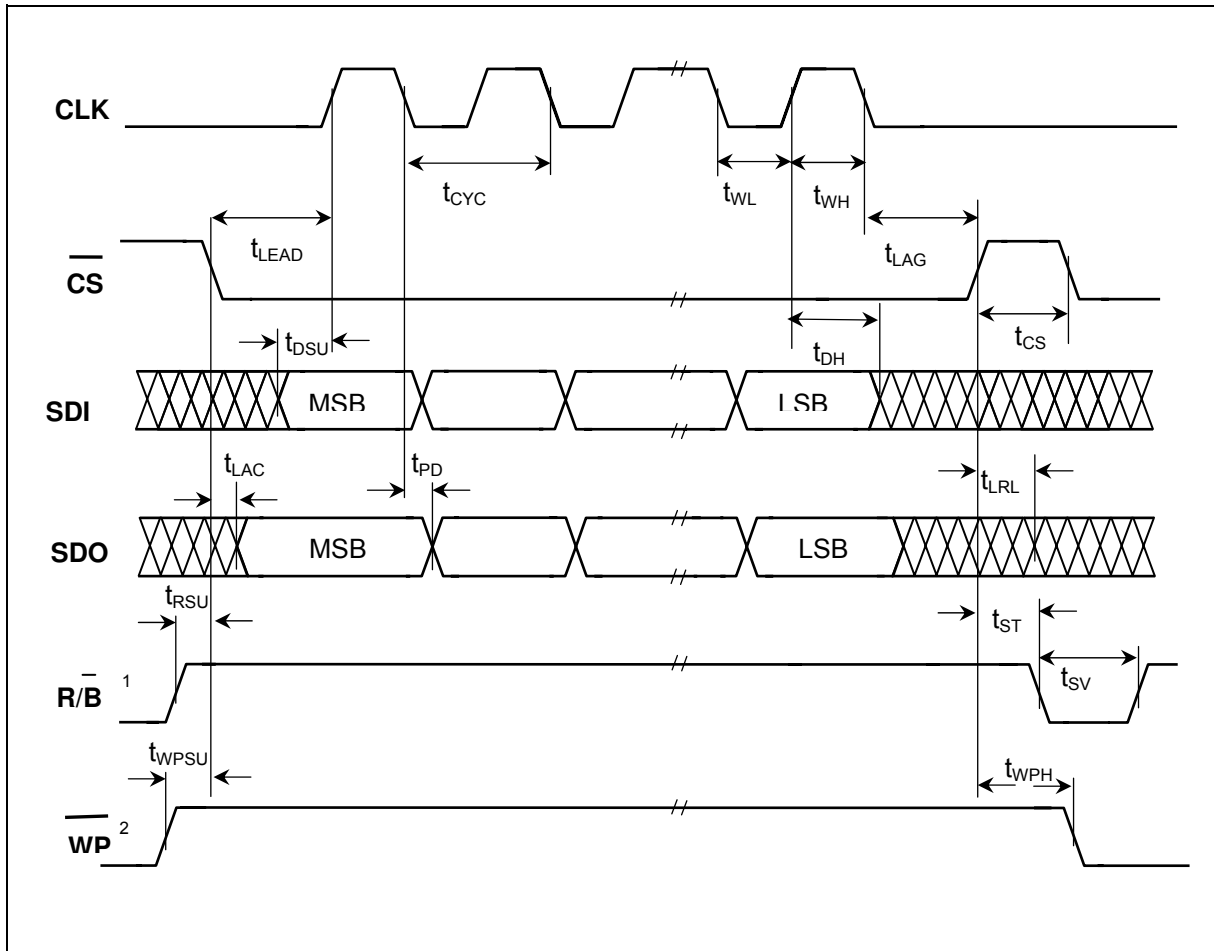 CLK
tCYC
tWL
tWH
tLEAD
tLAG
CS
tDSU
tDH
tCS
SDI
MSB
LSB
tLAC
tPD
tLRL
SDO
MSB
LSB
tRSU
tST
R/B 1
tSV
tWPSU
tWPH
WP 2